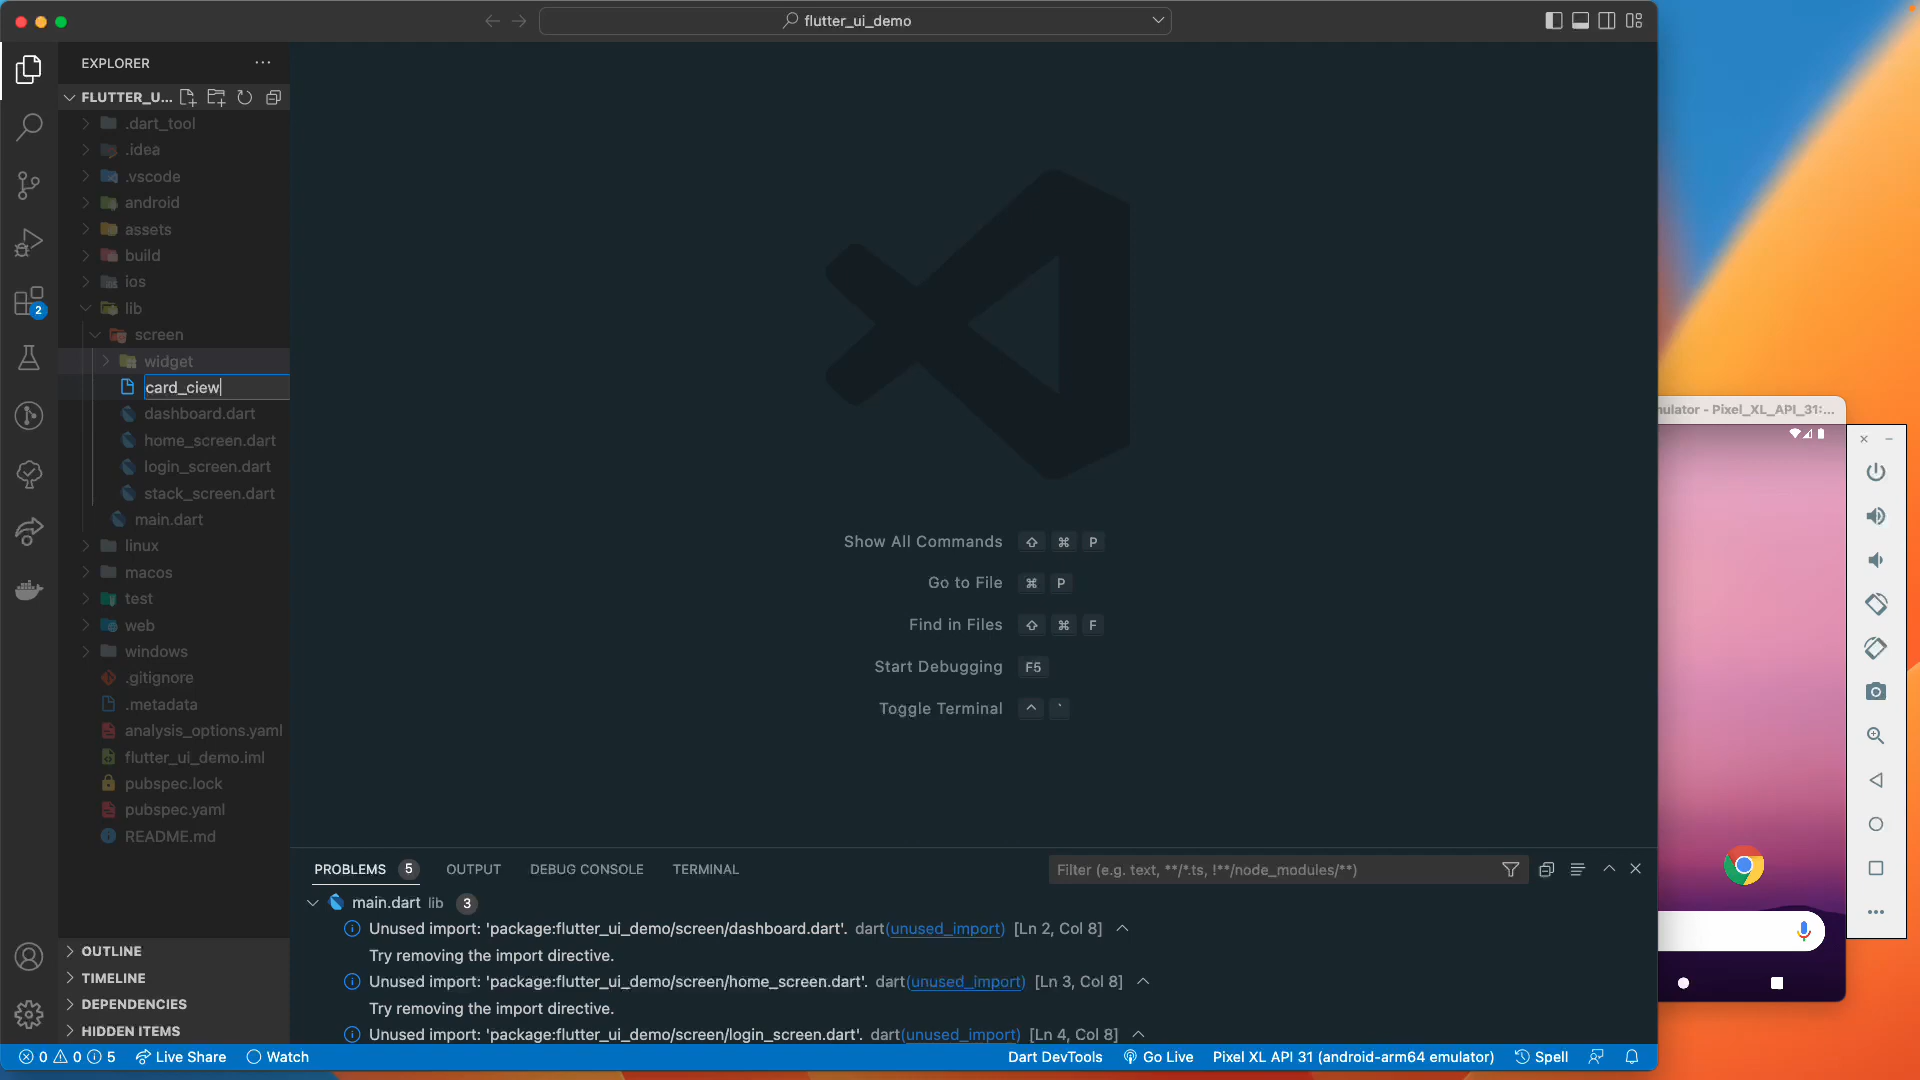 flutter_ui_demo
EXPLORER
FLUTTER_U...
.dart_tool
.idea
.vscode
android
assets
build
ios
lib
screen
widget
card_ciew
dashboard.dart
home_screen.dart
login_screen.dart
stack_screen.dart
main.dart
linux
macos
test
web
windows
.gitignore
.metadata
analysis_options.yaml
flutter_ui_demo.iml
pubspec.lock
pubspec.yaml
README.md
OUTLINE
TIMELINE
DEPENDENCIES
HIDDEN ITEMS
2
Show All Commands ⇧ ⌘ P
Go to File ⌘ P
Find in Files ⇧ ⌘ F
Start Debugging F5
Toggle Terminal ^ `
PROBLEMS 5 OUTPUT DEBUG CONSOLE TERMINAL Filter (e.g. text, **/*.ts, !**/node_modules/**)
main.dart lib 3
Unused import: 'package:flutter_ui_demo/screen/dashboard.dart'. dart(unused_import) [Ln 2, Col 8]
Try removing the import directive.
Unused import: 'package:flutter_ui_demo/screen/home_screen.dart'. dart(unused_import) [Ln 3, Col 8]
Try removing the import directive.
Unused import: 'package:flutter_ui_demo/screen/login_screen.dart'. dart(unused_import) [Ln 4, Col 8]
0 0 5 Live Share Watch Dart DevTools Go Live Pixel XL API 31 (android-arm64 emulator) Spell
ulator - Pixel_XL_API_31:...